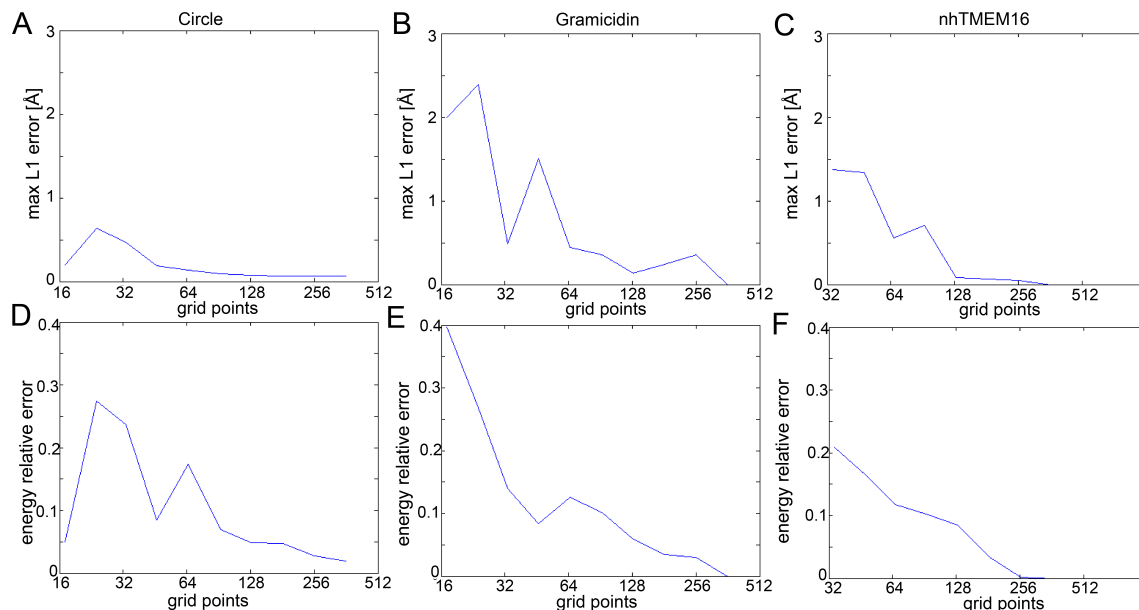 A Circle
max L1 error [Å]
3
2
1
0
16 32 64 128 256 512
grid points
B Gramicidin
max L1 error [Å]
3
2
1
0
16 32 64 128 256 512
grid points
C nhTMEM16
max L1 error [Å]
3
2
1
0
32 64 128 256 512
grid points
D
energy relative error
0.4
0.3
0.2
0.1
0
16 32 64 128 256 512
grid points
E
energy relative error
0.4
0.3
0.2
0.1
0
16 32 64 128 256 512
grid points
F
energy relative error
0.4
0.3
0.2
0.1
0
32 64 128 256 512
grid points